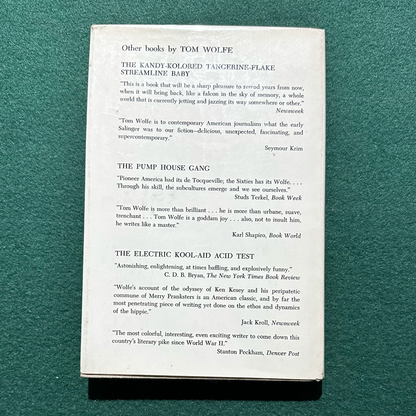 Other books by TOM WOLFE
THE KANDY-KOLORED TANGERINE-FLAKE
STREAMLINE BABY
"This is a book that will be a sharp pleasure to reread years from now,
when it will bring back, like a falcon in the sky of memory, a whole
world that is currently jetting and jazzing its way somewhere or other."
Newsweek
"Tom Wolfe is to contemporary American journalism what the early
Salinger was to our fiction—delicious, unexpected, fascinating, and
supercontemporary."
Seymour Krim
THE PUMP HOUSE GANG
"Pioneer America had its de Tocqueville; the Sixties has its Wolfe. . . .
Through his skill, the subcultures emerge and we see ourselves."
Studs Terkel, Book Week
"Tom Wolfe is more than brilliant . . . he is more than urbane, suave,
trenchant . . . Tom Wolfe is a goddam joy . . . also, not to insult him,
he writes like a master."
Karl Shapiro, Book World
THE ELECTRIC KOOL-AID ACID TEST
"Astonishing, enlightening, at times baffling, and explosively funny."
C. D. B. Bryan, The New York Times Book Review
"Wolfe's account of the odyssey of Ken Kesey and his peripatetic
commune of Merry Pranksters is an American classic, and by far the
most penetrating piece of writing yet done on the ethos and dynamics
of the hippie."
Jack Kroll, Newsweek
"The most colorful, interesting, even exciting writer to come down this
country's literary pike since World War II."
Stanton Peckham, Denver Post